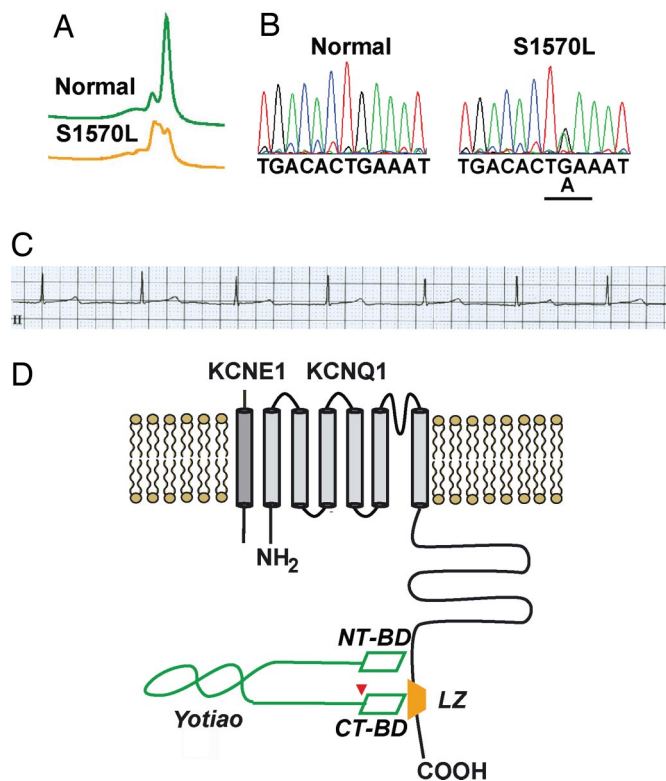 A
Normal
S1570L
B
Normal
S1570L
TGACACTGAAAT
TGACACTGAAAT
A
C
II
D
KCNE1 KCNQ1
NH2
NT-BD
Yotiao
CT-BD
LZ
COOH